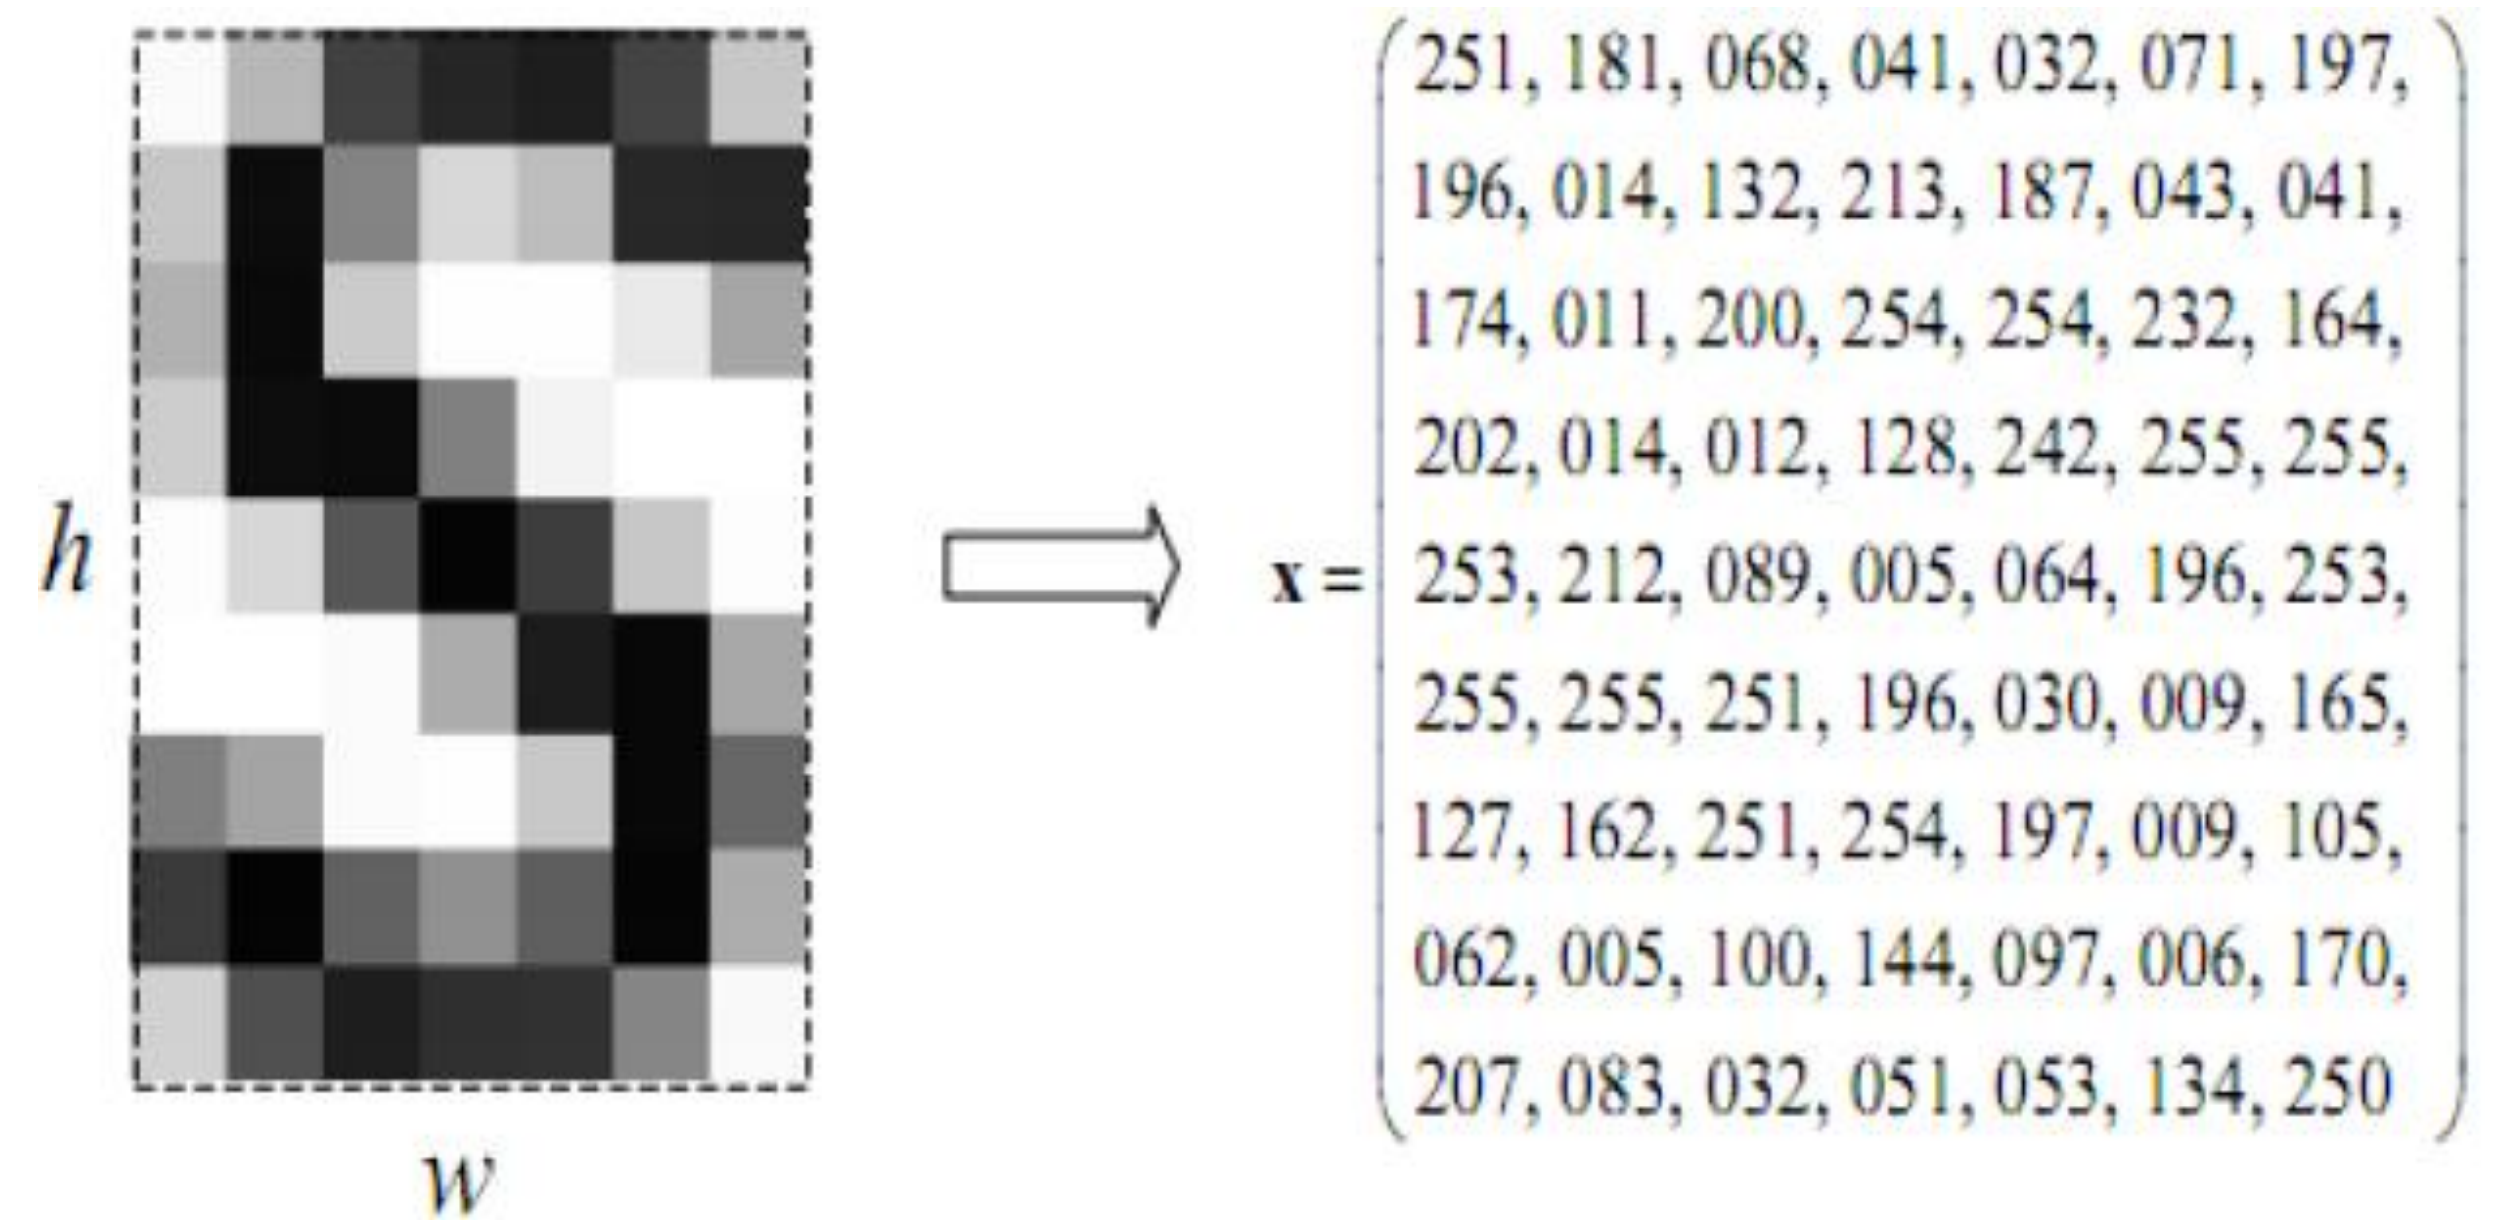 251, 181, 068, 041, 032, 071, 197,
196, 014, 132, 213, 187, 043, 041,
174, 011, 200, 254, 254, 232, 164,
202, 014, 012, 128, 242, 255, 255,
h
x = 253, 212, 089, 005, 064, 196, 253,
255, 255, 251, 196, 030, 009, 165,
127, 162, 251, 254, 197, 009, 105,
062, 005, 100, 144, 097, 006, 170,
207, 083, 032, 051, 053, 134, 250
w